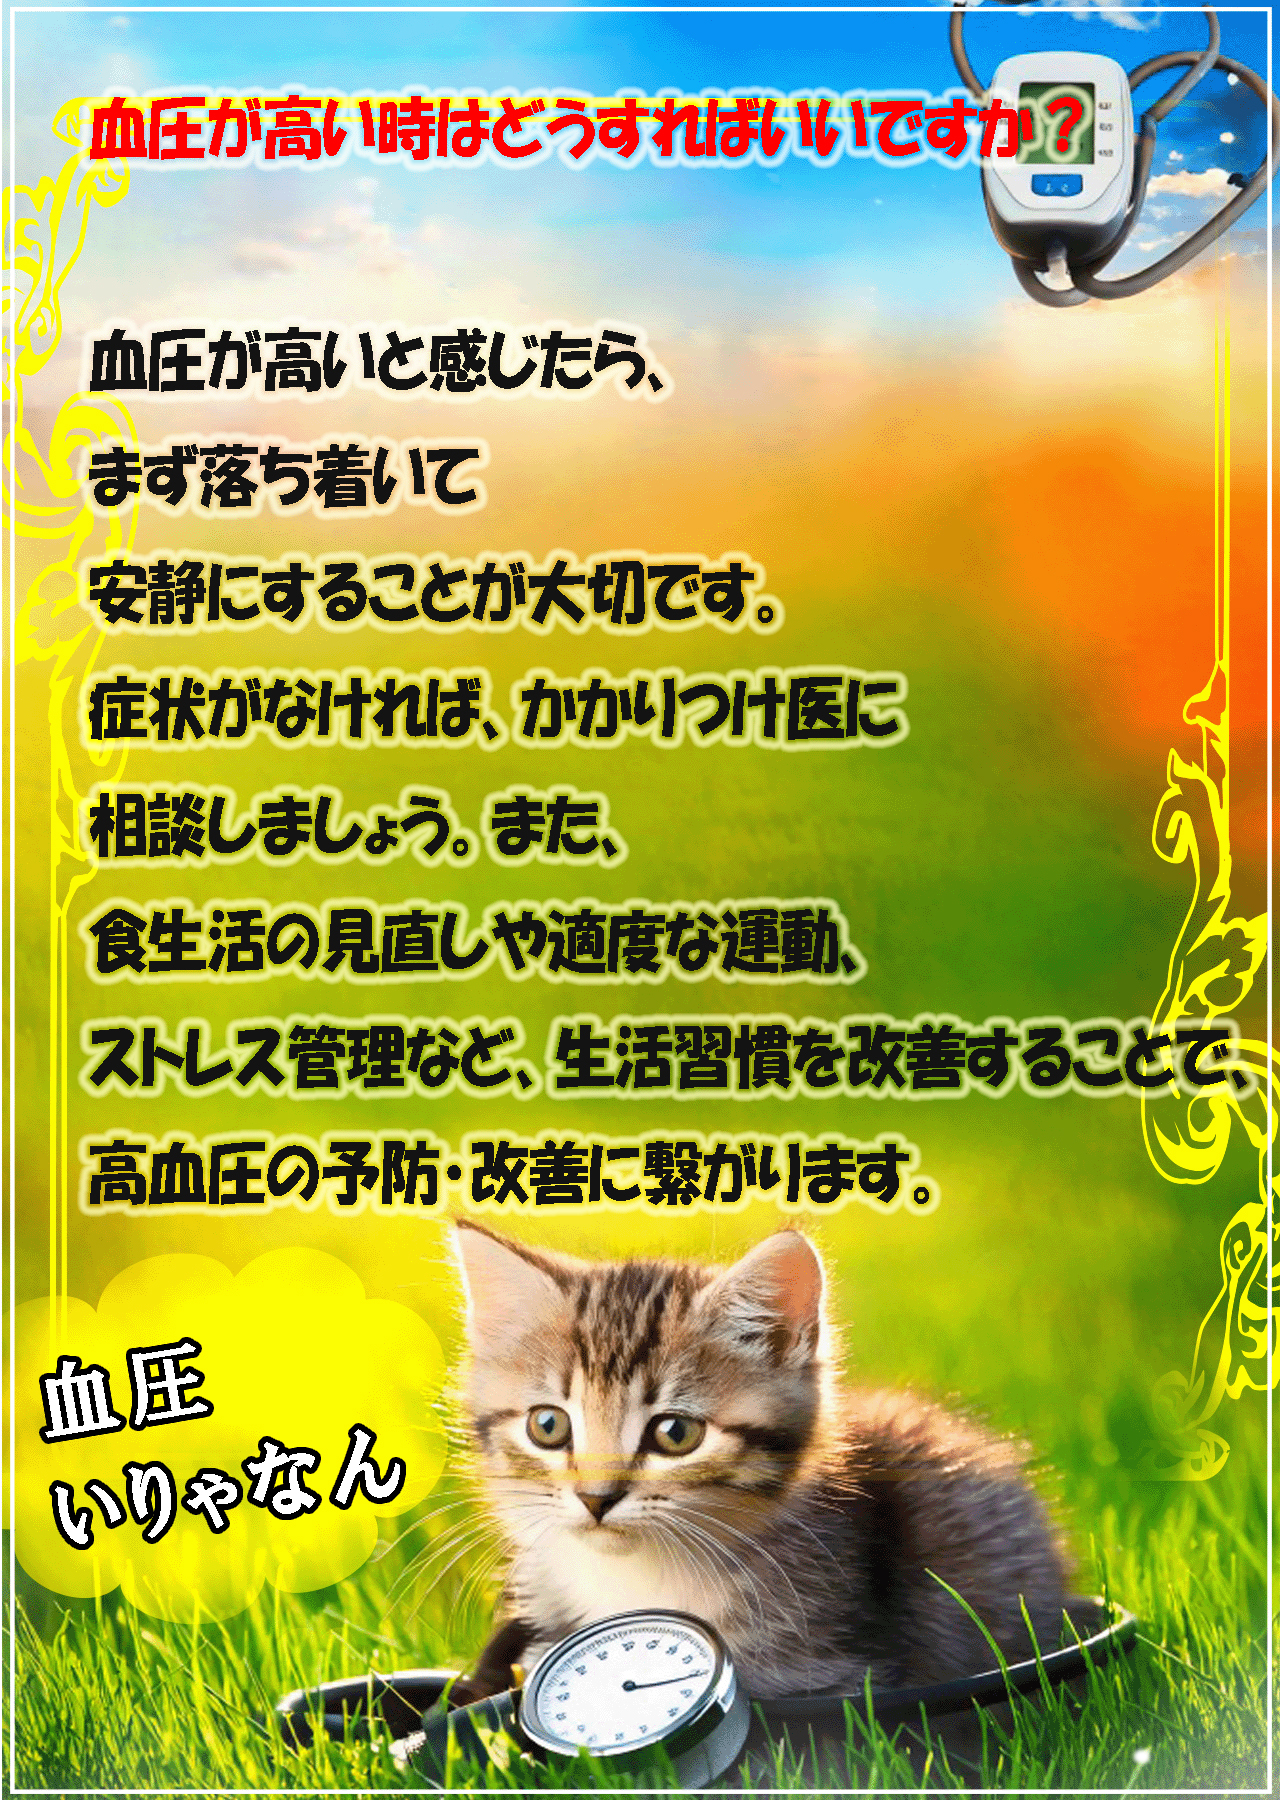 血圧が高い時はどうすればいいですか？
血圧が高いと感じたら、
まず落ち着いて
安静にすることが大切です。
症状がなければ、かかりつけ医に
相談しましょう。また、
食生活の見直しや適度な運動、
ストレス管理など、生活習慣を改善することで、
高血圧の予防・改善に繋がります。
血圧
いりゃなん